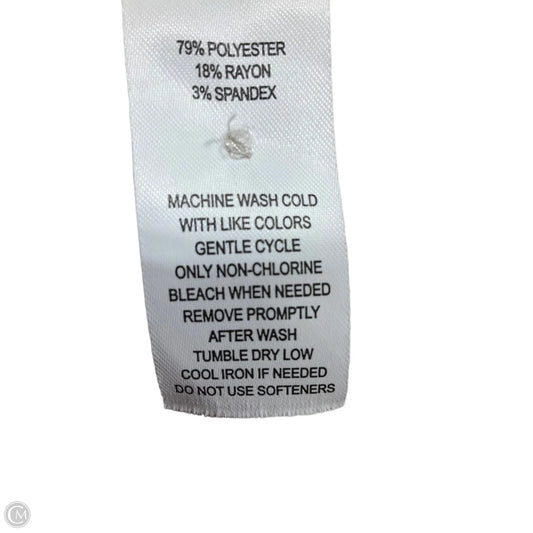 79% POLYESTER
18% RAYON
3% SPANDEX
MACHINE WASH COLD
WITH LIKE COLORS
GENTLE CYCLE
ONLY NON-CHLORINE
BLEACH WHEN NEEDED
REMOVE PROMPTLY
AFTER WASH
TUMBLE DRY LOW
COOL IRON IF NEEDED
DO NOT USE SOFTENERS
CM